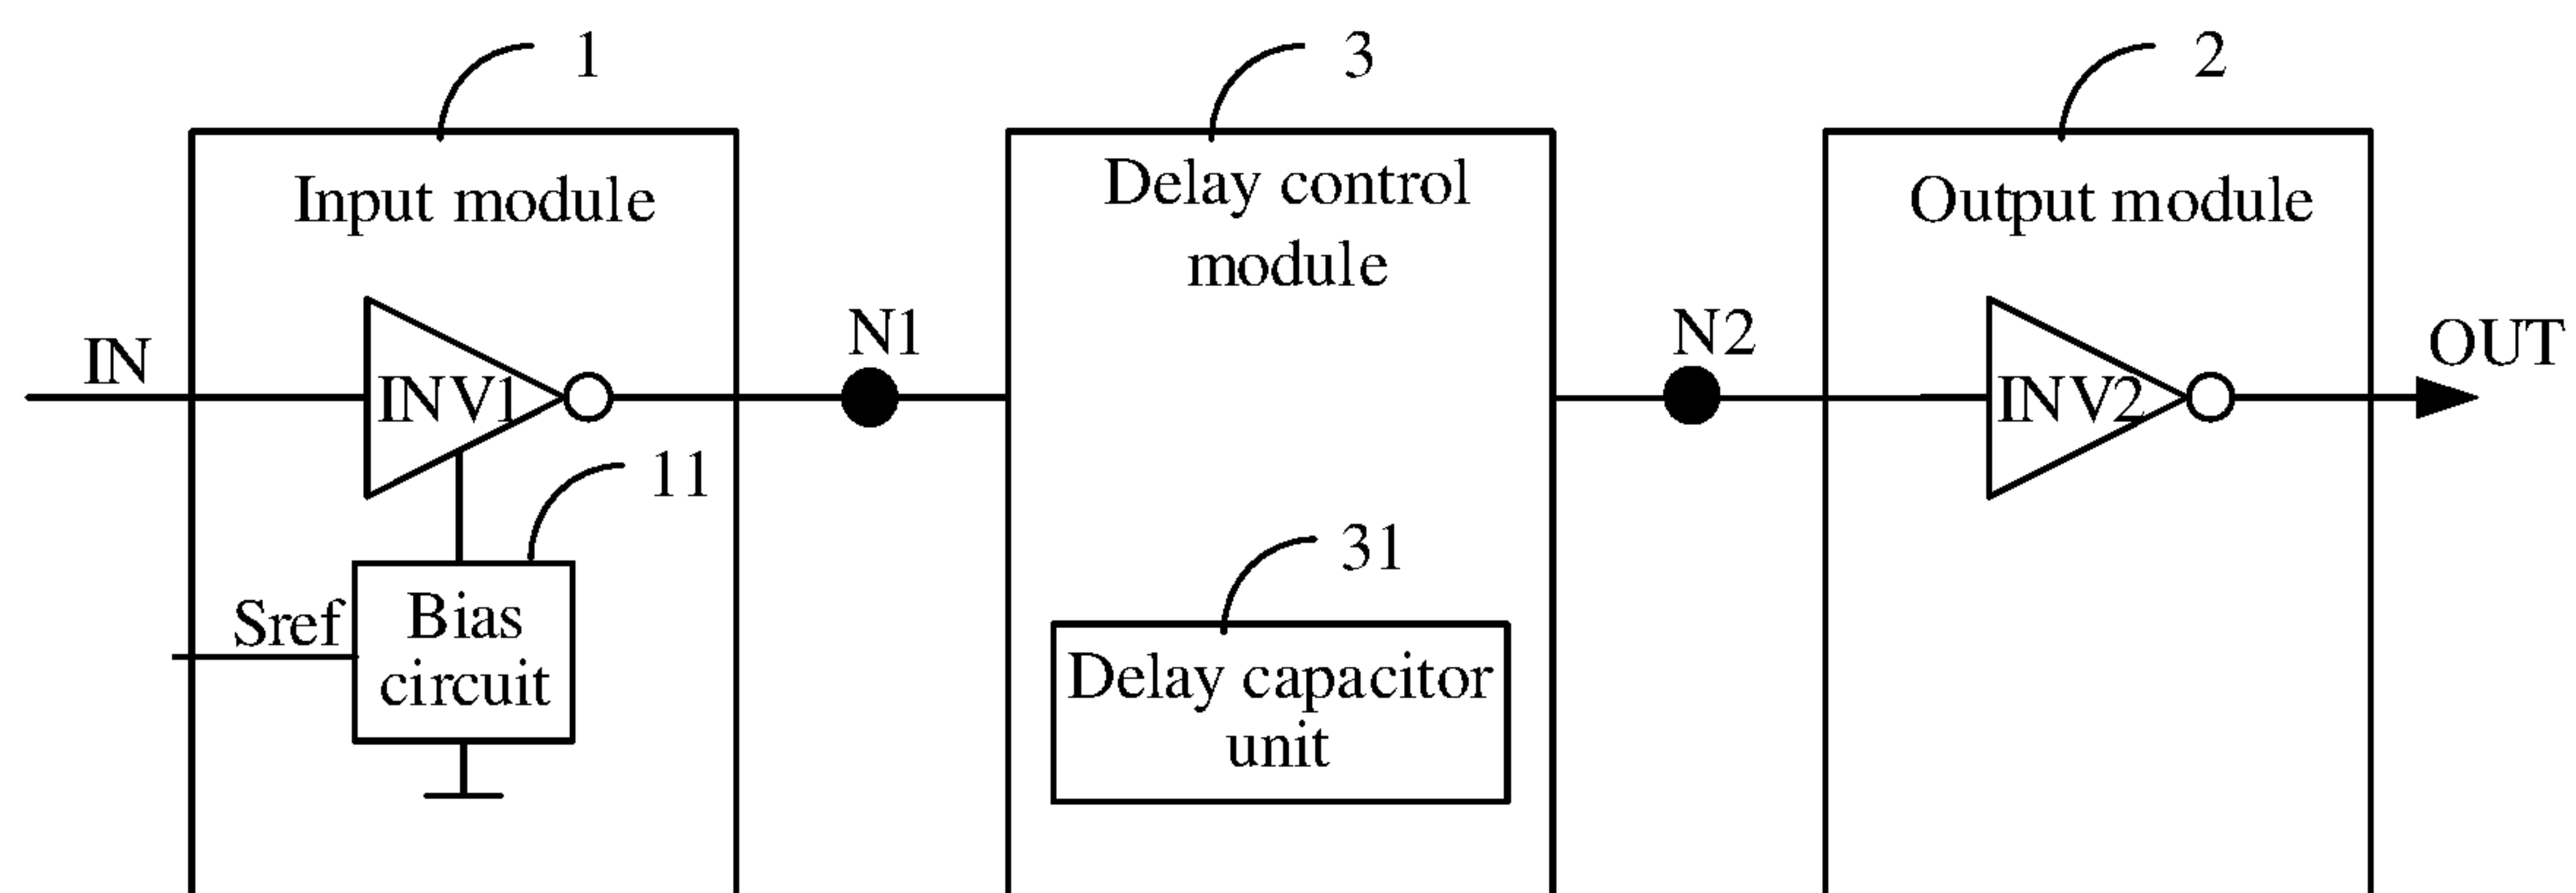 1
3
2
Input module
Delay control
module
Output module
IN
INV1
N1
N2
INV2
OUT
11
Sref
Bias
circuit
31
Delay capacitor
unit